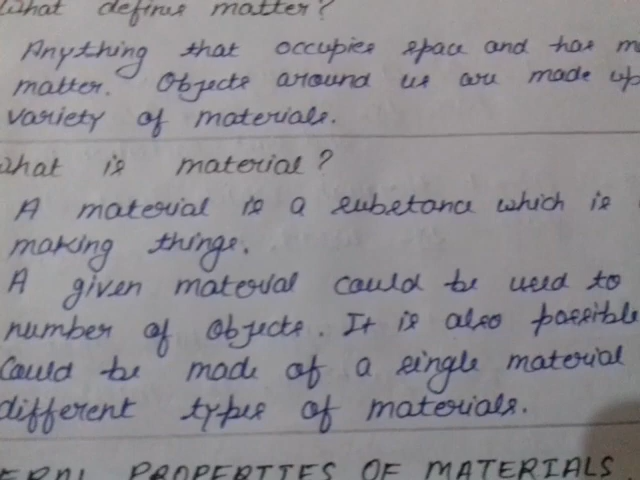 What defines matter?
Anything that occupies space and has
matter. Objects around us are made up
variety of materials.
What is material?
A material is a substance which is
making things.
A given material could be used to
number of objects. It is also possible
Could be made of a single material
different types of materials.
PROPERTIES OF MATERIALS